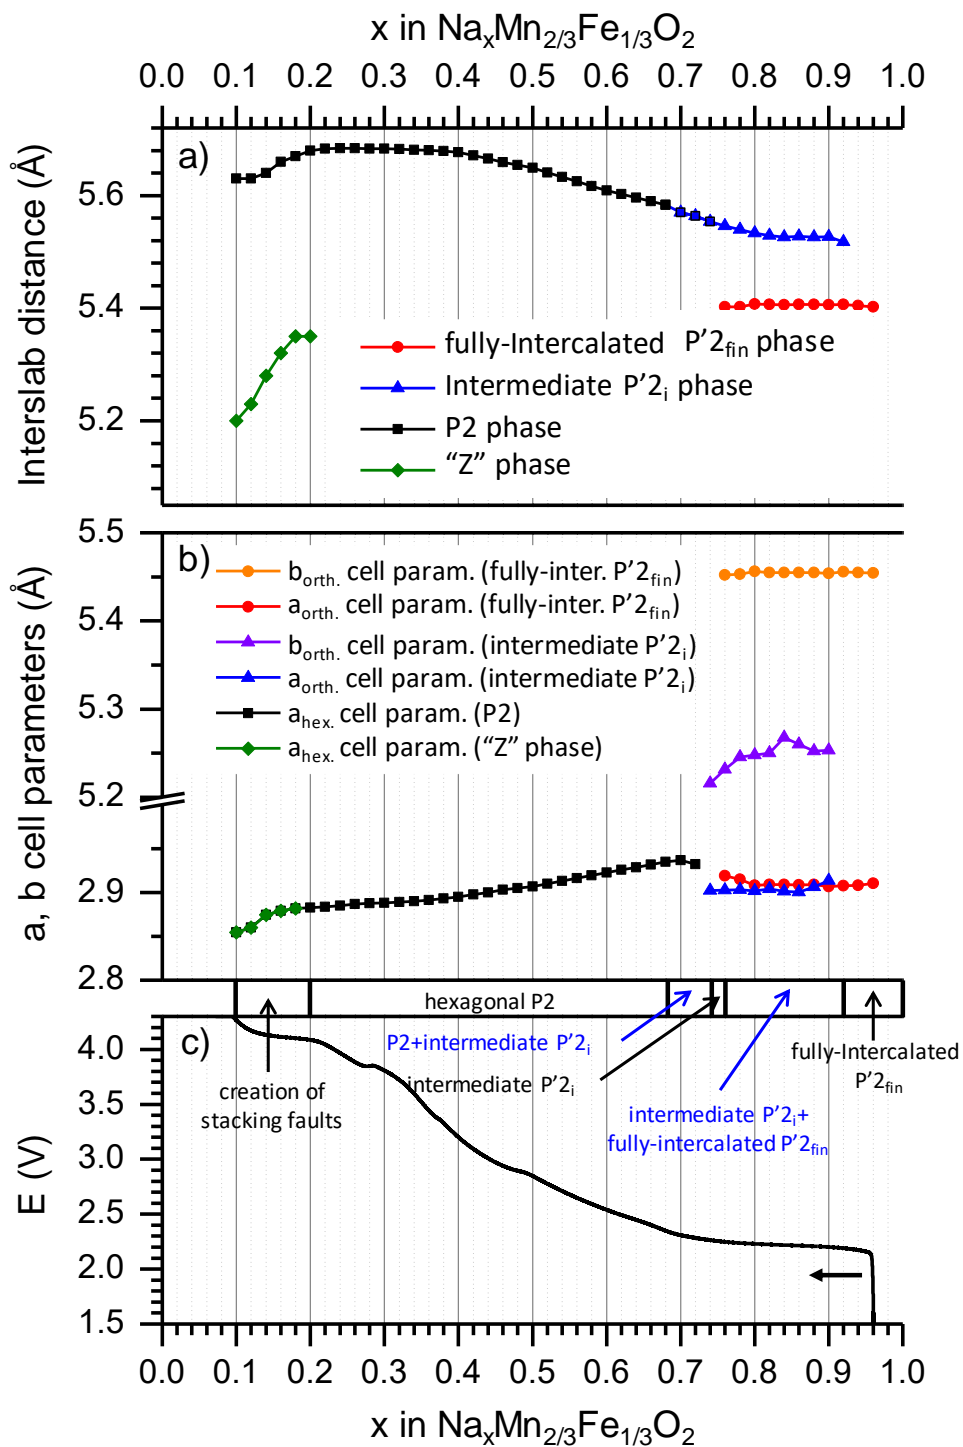 x in NaxMn2/3Fe1/3O2
0.0 0.1 0.2 0.3 0.4 0.5 0.6 0.7 0.8 0.9 1.0
a)
Interslab distance (Å)
5.6
5.4
5.2
fully-Intercalated P'2fin phase
Intermediate P'2i phase
P2 phase
“Z” phase
b)
a, b cell parameters (Å)
5.5
5.4
5.3
5.2
2.9
2.8
borth. cell param. (fully-inter. P'2fin)
aorth. cell param. (fully-inter. P'2fin)
borth. cell param. (intermediate P'2i)
aorth. cell param. (intermediate P'2i)
ahex. cell param. (P2)
ahex. cell param. (“Z” phase)
hexagonal P2
c)
P2+intermediate P'2i
intermediate P'2i
creation of
stacking faults
intermediate P'2i+
fully-intercalated P'2fin
fully-Intercalated
P'2fin
E (V)
4.0
3.5
3.0
2.5
2.0
1.5
0.0 0.1 0.2 0.3 0.4 0.5 0.6 0.7 0.8 0.9 1.0
x in NaxMn2/3Fe1/3O2